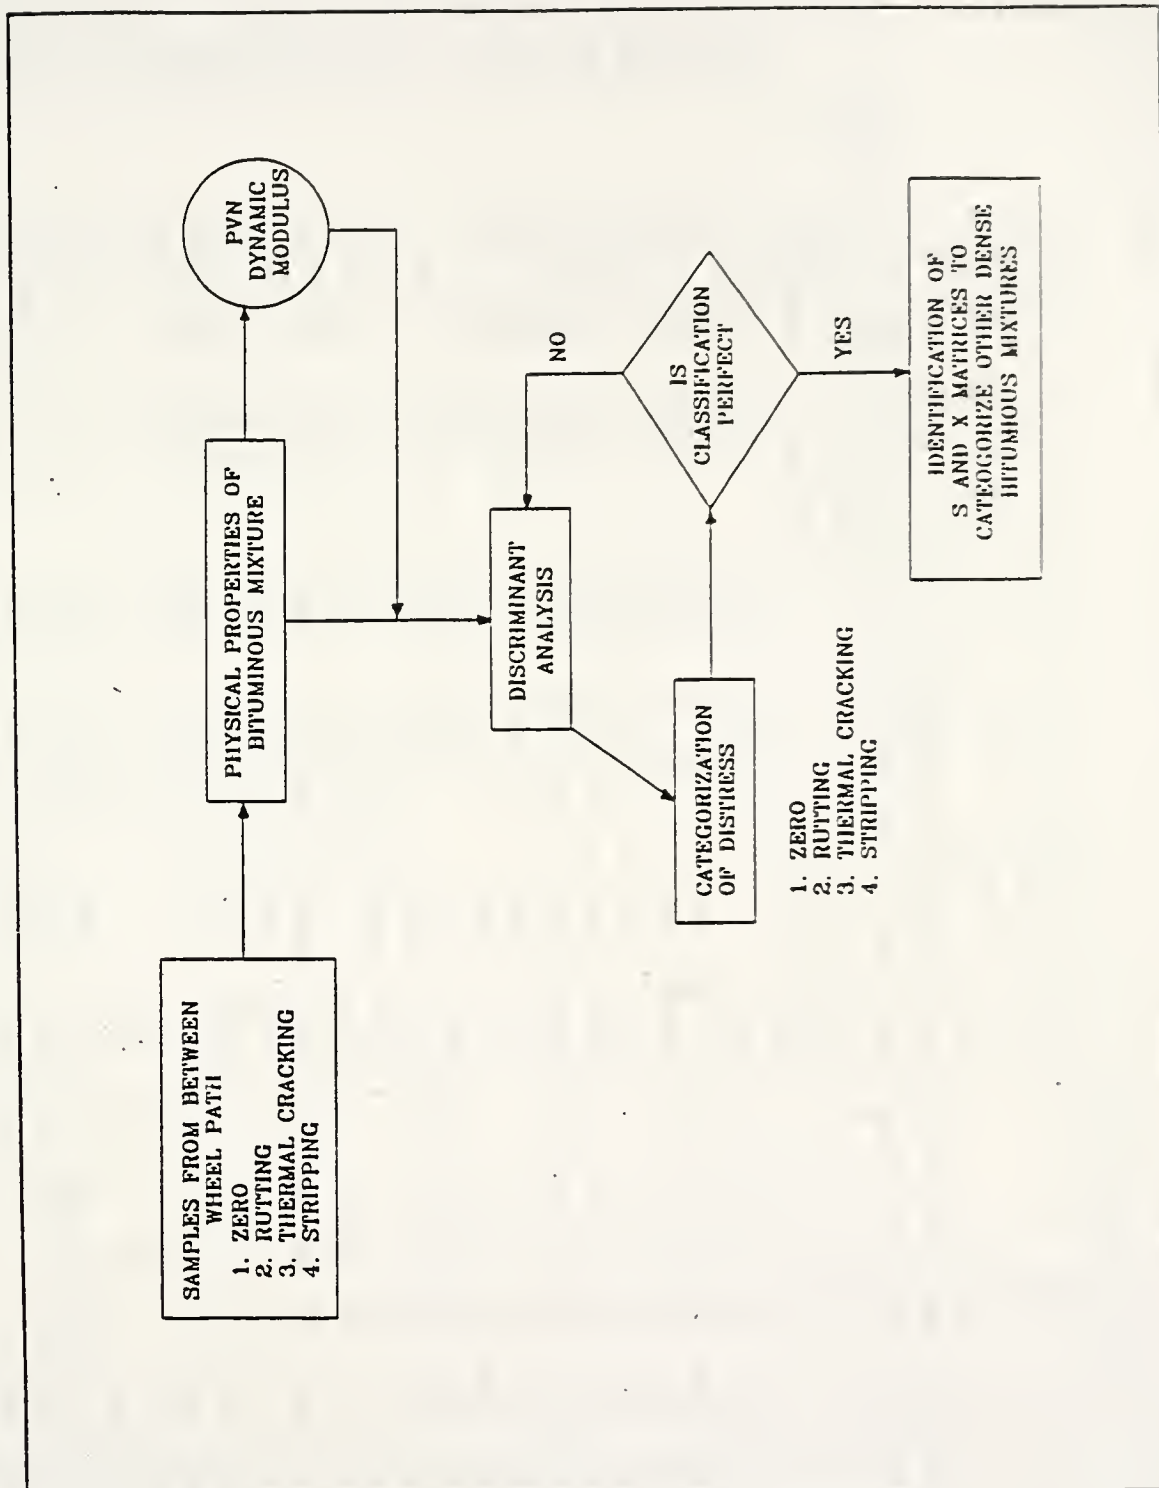 SAMPLES FROM BETWEEN
WHEEL PATH
1. ZERO
2. RUTTING
3. THERMAL CRACKING
4. STRIPPING
PHYSICAL PROPERTIES OF
BITUMINOUS MIXTURE
PVN
DYNAMIC
MODULUS
DISCRIMINANT
ANALYSIS
CATEGORIZATION
OF DISTRESS
1. ZERO
2. RUTTING
3. THERMAL CRACKING
4. STRIPPING
IS
CLASSIFICATION
PERFECT
NO
YES
IDENTIFICATION OF
S AND X MATRICES TO
CATEOGORIZE OTHER DENSE
BITUMIOUS MIXTURES